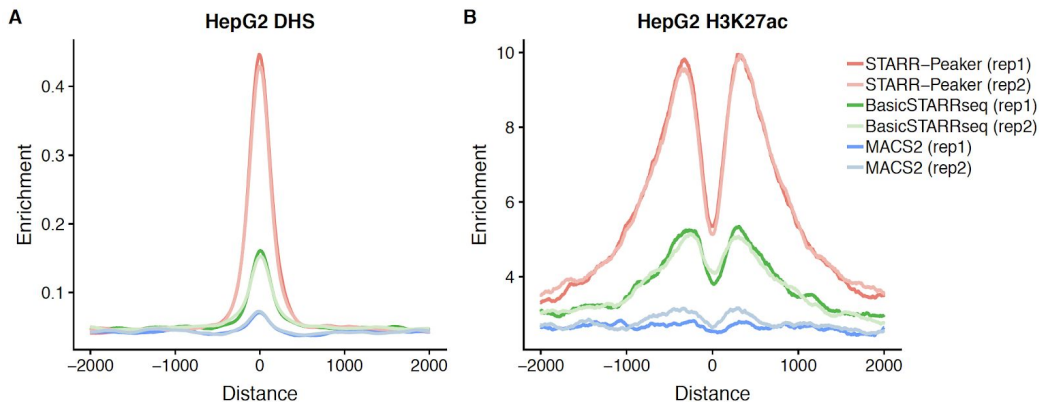 A
HepG2 DHS
Enrichment
0.4
0.3
0.2
0.1
−2000 −1000 0 1000 2000
Distance
B
HepG2 H3K27ac
Enrichment
10
8
6
4
−2000 −1000 0 1000 2000
Distance
STARR−Peaker (rep1)
STARR−Peaker (rep2)
BasicSTARRseq (rep1)
BasicSTARRseq (rep2)
MACS2 (rep1)
MACS2 (rep2)